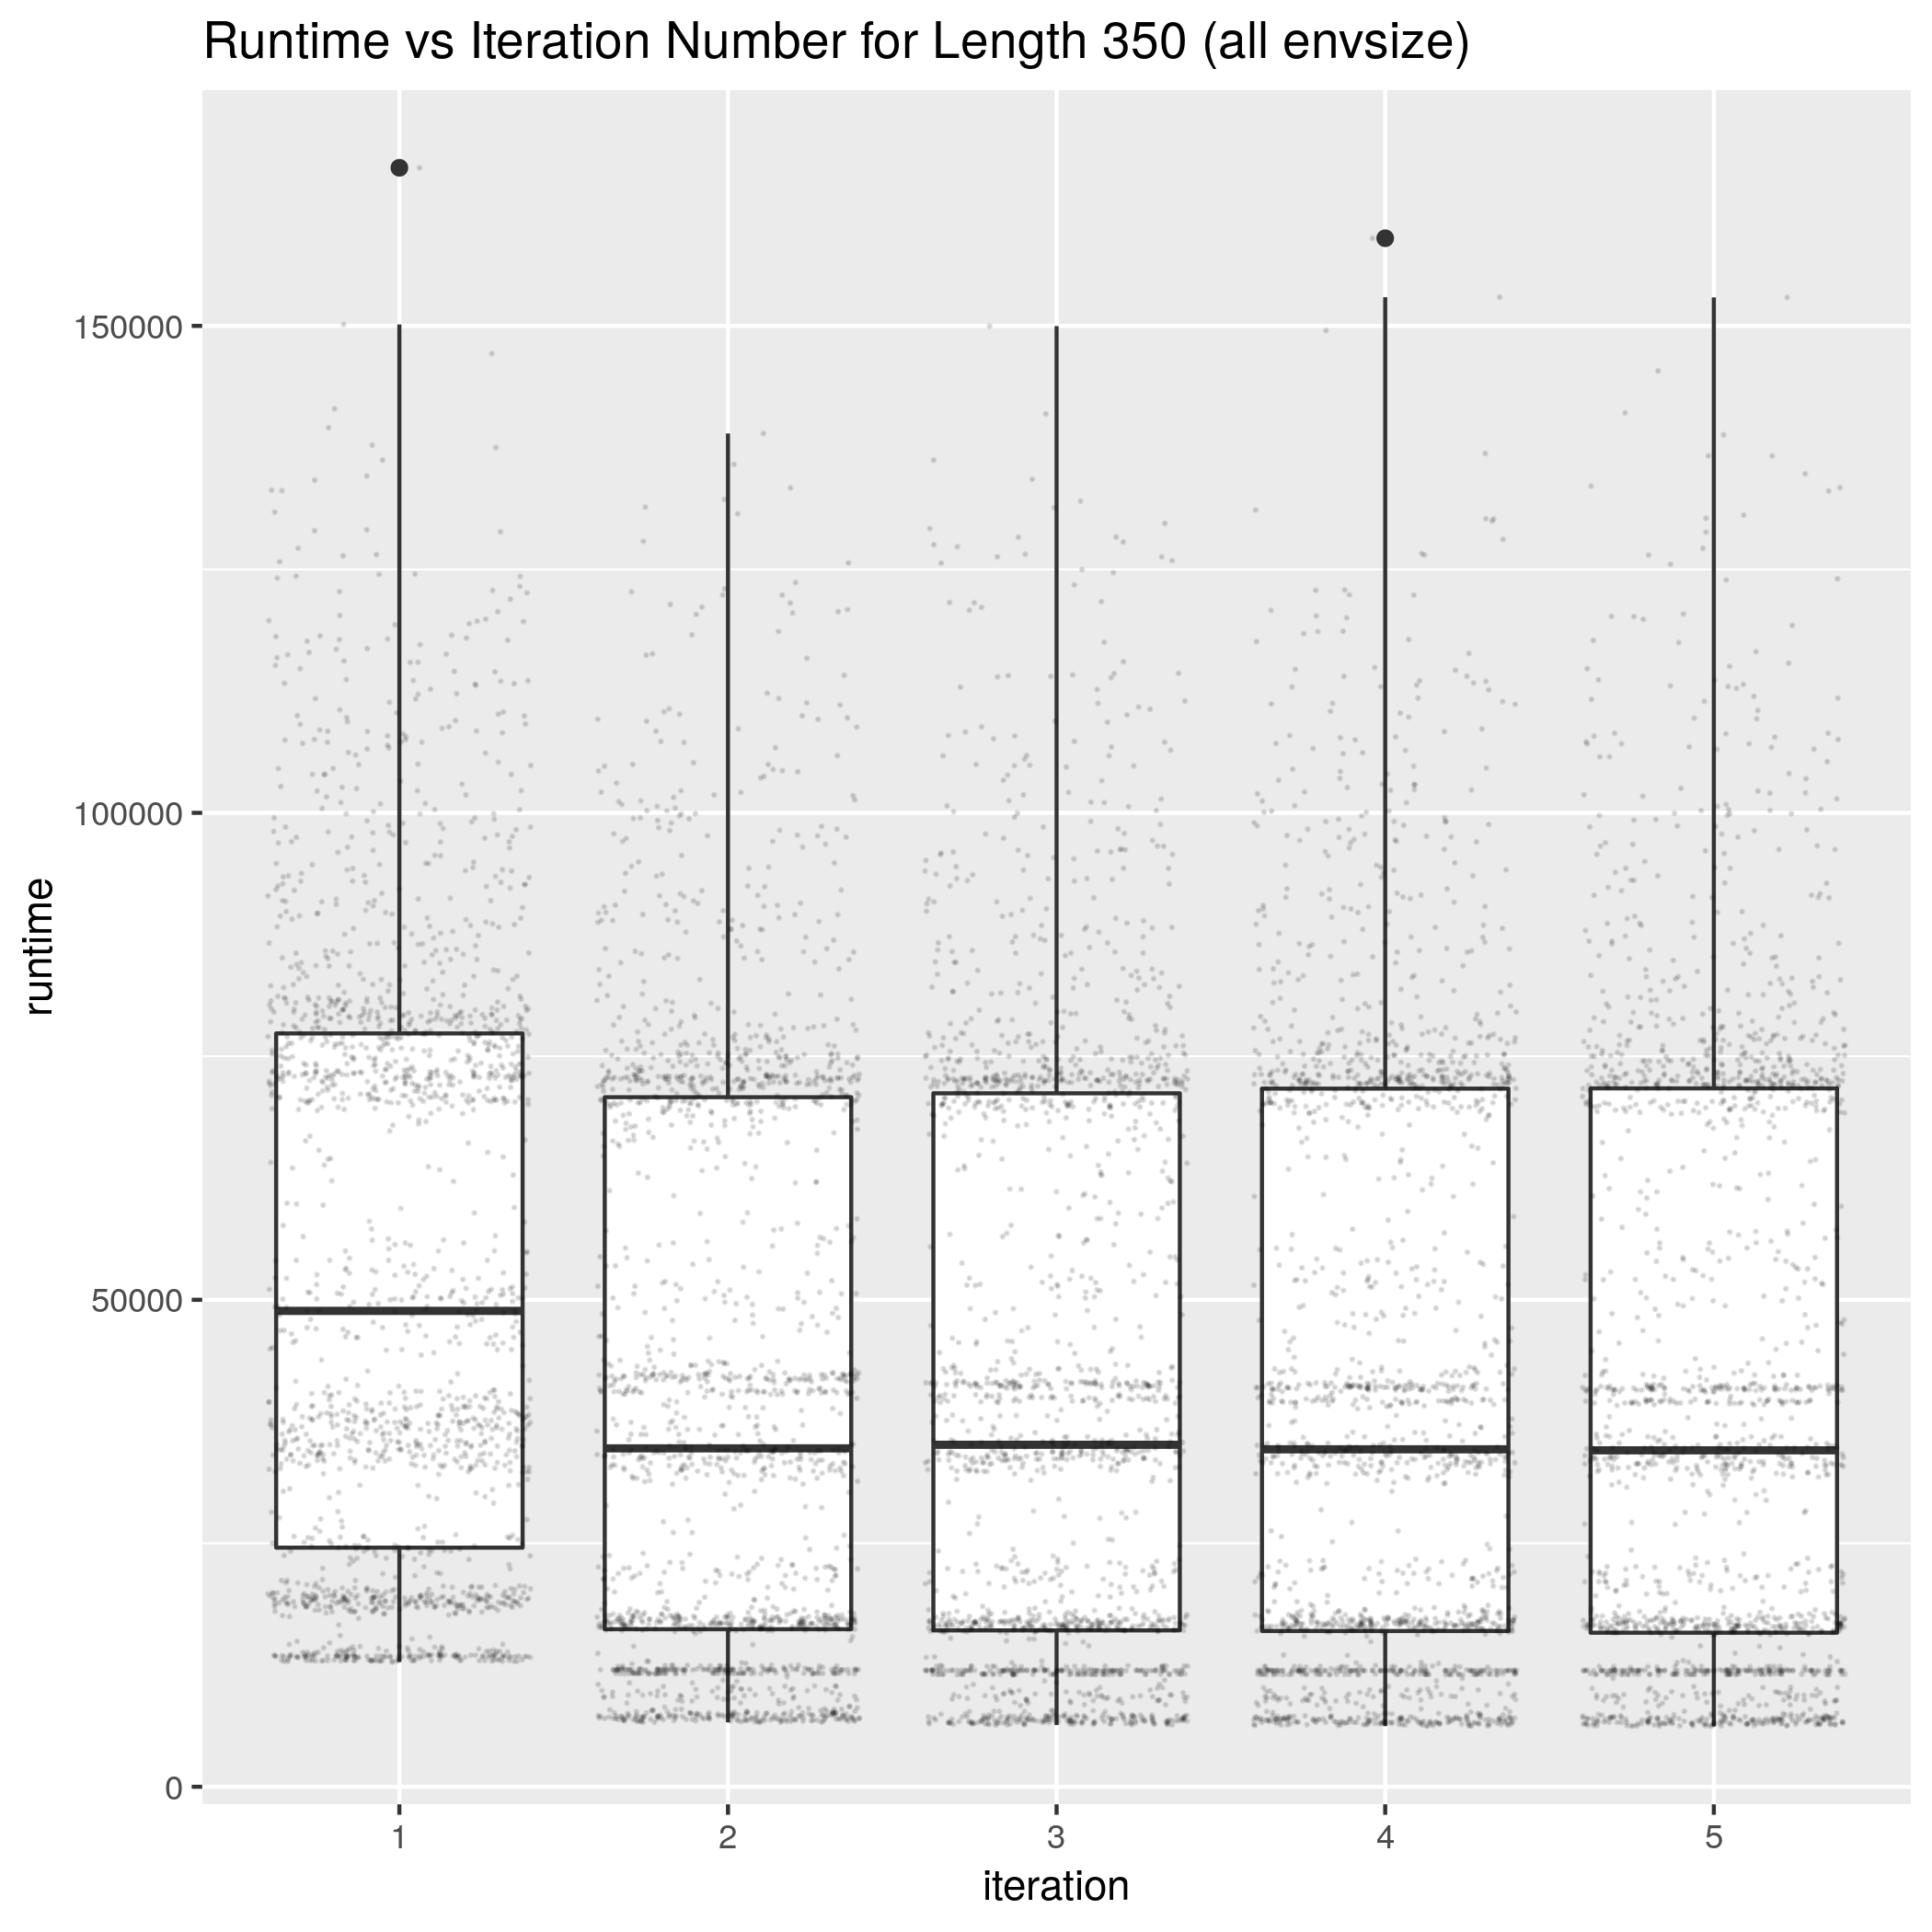 Runtime vs Iteration Number for Length 350 (all envsize)
runtime
150000
100000
50000
0
1 2 3 4 5
iteration